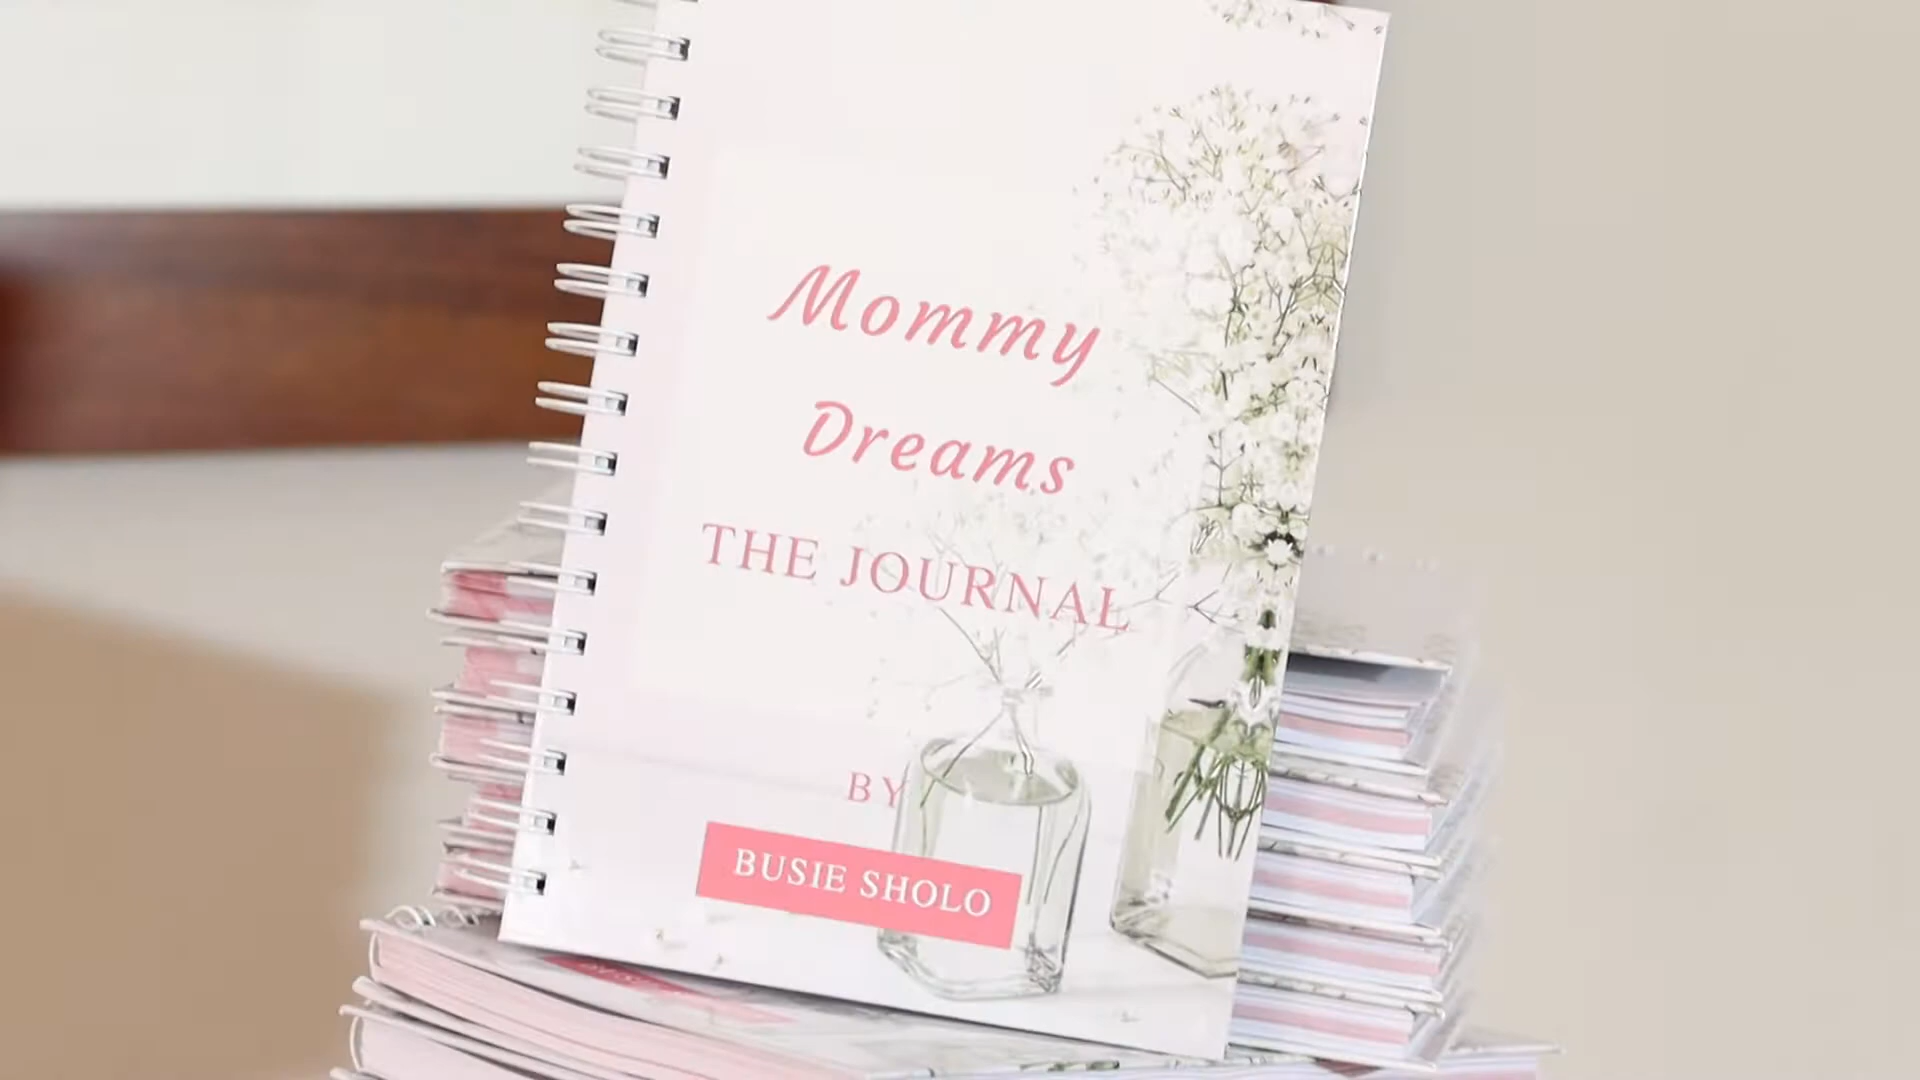 Mommy
Dreams
THE JOURNAL
BY
BUSIE SHOLO